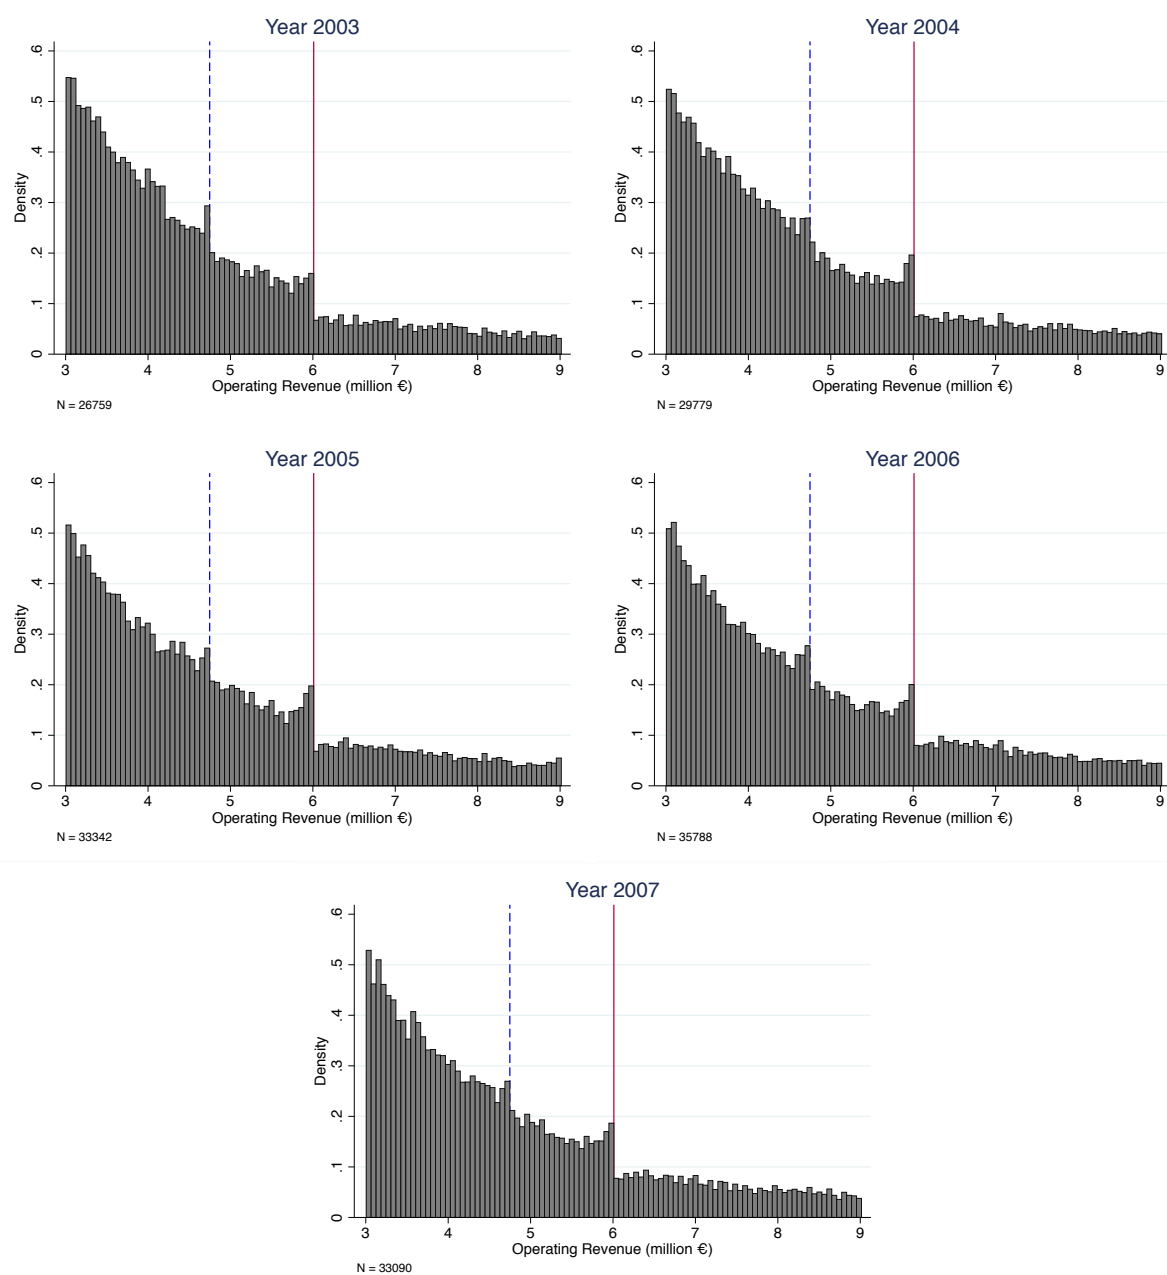 Year 2003
Density
0 .1 .2 .3 .4 .5 .6
3 4 5 6 7 8 9
Operating Revenue (million €)
N = 26759
Year 2004
Density
0 .1 .2 .3 .4 .5 .6
3 4 5 6 7 8 9
Operating Revenue (million €)
N = 29779
Year 2005
Density
0 .1 .2 .3 .4 .5 .6
3 4 5 6 7 8 9
Operating Revenue (million €)
N = 33342
Year 2006
Density
0 .1 .2 .3 .4 .5 .6
3 4 5 6 7 8 9
Operating Revenue (million €)
N = 35788
Year 2007
Density
0 .1 .2 .3 .4 .5 .6
3 4 5 6 7 8 9
Operating Revenue (million €)
N = 33090